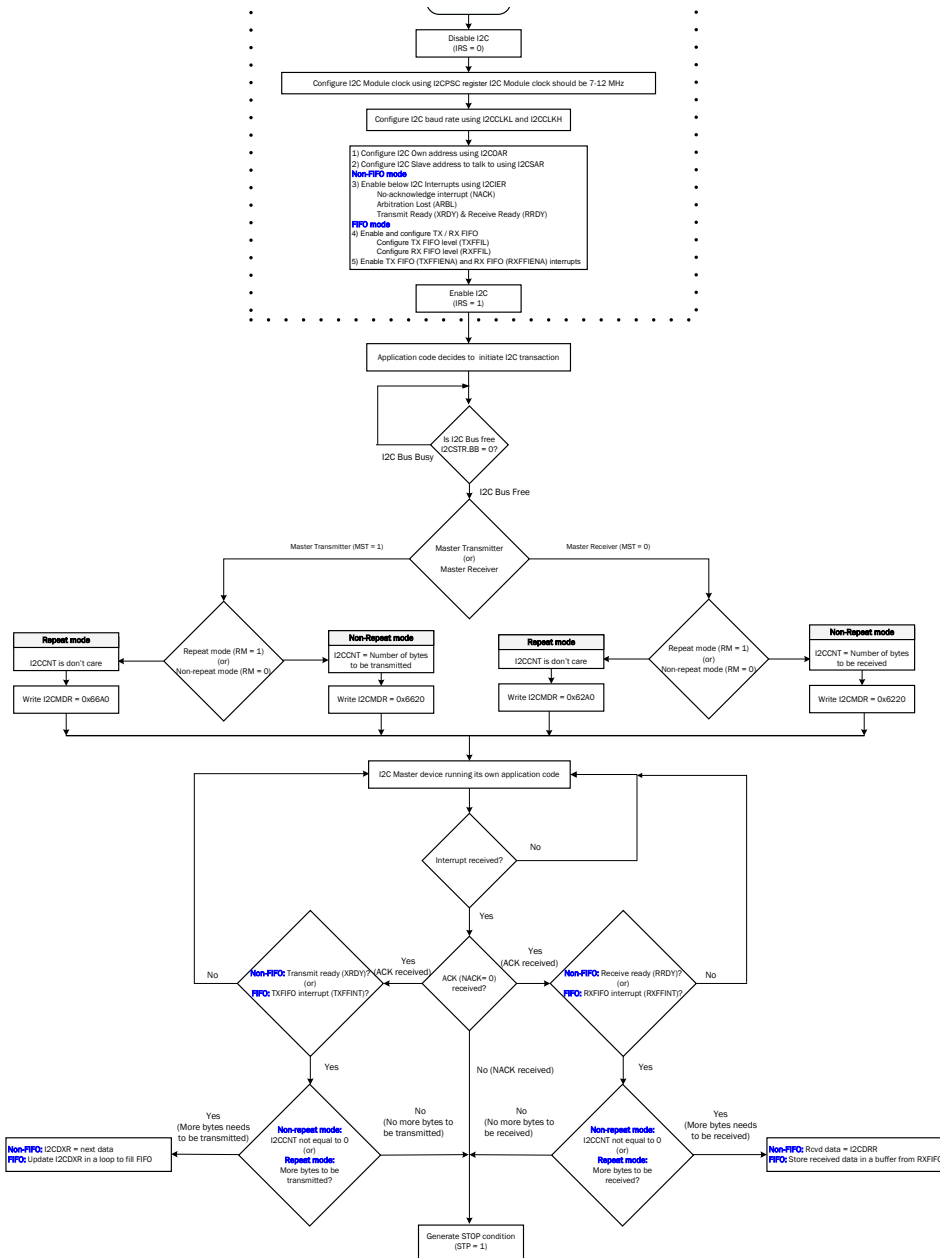 Disable I2C
(IRS = 0)
Configure I2C Module clock using I2CPSC register I2C Module clock should be 7-12 MHz
Configure I2C baud rate using I2CCLKL and I2CCLKH
1) Configure I2C Own address using I2COAR
2) Configure I2C Slave address to talk to using I2CSAR
Non-FIFO mode
3) Enable below I2C Interrupts using I2CIER
No-acknowledge interrupt (NACK)
Arbitration Lost (ARBL)
Transmit Ready (XRDY) & Receive Ready (RRDY)
FIFO mode
4) Enable and configure TX / RX FIFO
Configure TX FIFO level (TXFFIL)
Configure RX FIFO level (RXFFIL)
5) Enable TX FIFO (TXFFIENA) and RX FIFO (RXFFIENA) interrupts
Enable I2C
(IRS = 1)
Application code decides to initiate I2C transaction
Is I2C Bus free
I2CSTR.BB = 0?
I2C Bus Busy
I2C Bus Free
Master Transmitter (MST = 1)
Master Transmitter
(or)
Master Receiver
Master Receiver (MST = 0)
Repeat mode
I2CCNT is don't care
Write I2CMDR = 0x66A0
Repeat mode (RM = 1)
(or)
Non-repeat mode (RM = 0)
Non-Repeat mode
I2CCNT = Number of bytes
to be transmitted
Write I2CMDR = 0x6620
Repeat mode
I2CCNT is don't care
Write I2CMDR = 0x62A0
Repeat mode (RM = 1)
(or)
Non-repeat mode (RM = 0)
Non-Repeat mode
I2CCNT = Number of bytes
to be received
Write I2CMDR = 0x6220
I2C Master device running its own application code
Interrupt received?
No
Yes
No
Non-FIFO: Transmit ready (XRDY)?
(or)
FIFO: TXFIFO interrupt (TXFFINT)?
Yes
(ACK received)
ACK (NACK= 0)
received?
Yes
(ACK received)
Non-FIFO: Receive ready (RRDY)?
(or)
FIFO: RXFIFO interrupt (RXFFINT)?
No
Yes
No (NACK received)
Yes
Yes
(More bytes needs
to be transmitted)
Non-FIFO: I2CDXR = next data
FIFO: Update I2CDXR in a loop to fill FIFO
Non-repeat mode:
I2CCNT not equal to 0
(or)
Repeat mode:
More bytes to be
transmitted?
No
(No more bytes to
be transmitted)
No
(No more bytes to
be received)
Non-repeat mode:
I2CCNT not equal to 0
(or)
Repeat mode:
More bytes to be
received?
Yes
(More bytes needs
to be received)
Non-FIFO: Rcvd data = I2CDRR
FIFO: Store received data in a buffer from RXFIFO
Generate STOP condition
(STP = 1)